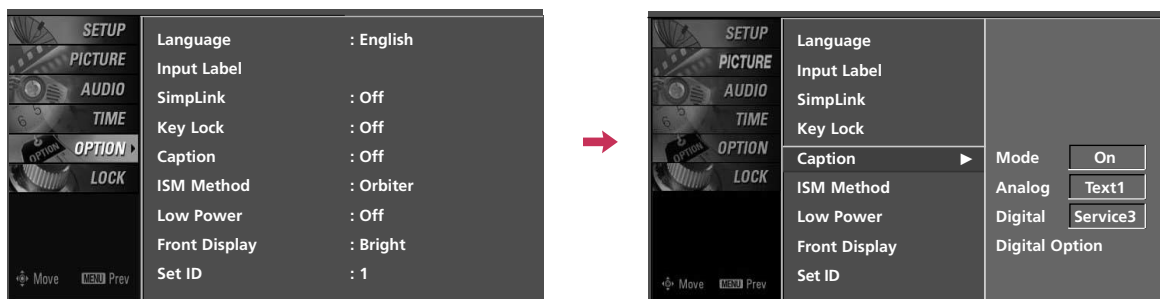 SETUP
PICTURE
AUDIO
TIME
OPTION
LOCK
Move MENU Prev
Language : English
Input Label
SimpLink : Off
Key Lock : Off
Caption : Off
ISM Method : Orbiter
Low Power : Off
Front Display : Bright
Set ID : 1
SETUP
PICTURE
AUDIO
TIME
OPTION
LOCK
Move MENU Prev
Language
Input Label
SimpLink
Key Lock
Caption
ISM Method
Low Power
Front Display
Set ID
Mode On
Analog Text1
Digital Service3
Digital Option